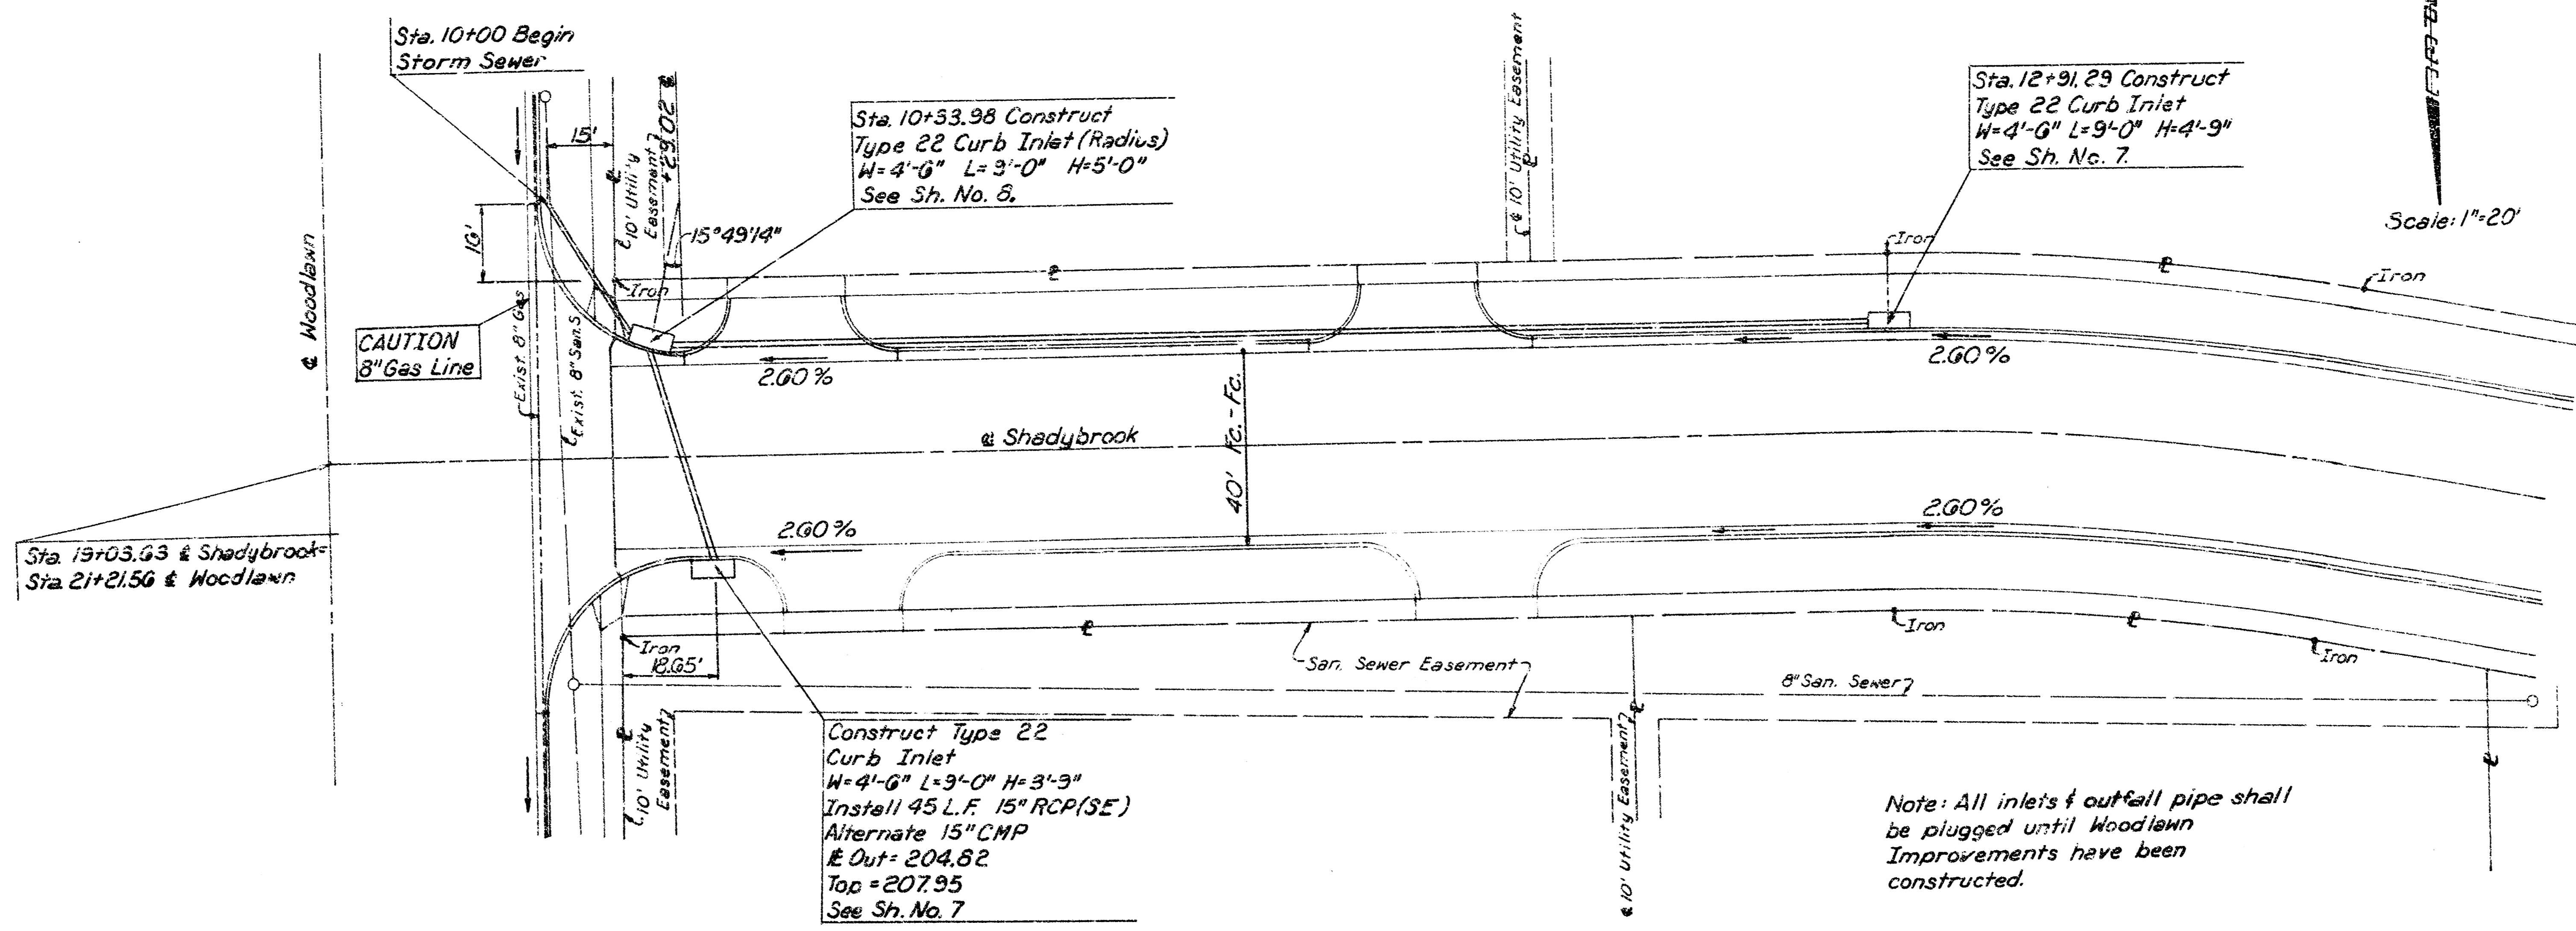 Sta. 10+00 Begin
Storm Sewer
15'
16'
℄ 10' Utility
Easement
+29.02 ℄
15°49'14"
Sta. 10+33.98 Construct
Type 22 Curb Inlet (Radius)
W=4'-6" L=9'-0" H=5'-0"
See Sh. No. 8.
℄ 10' Utility Easement
Sta. 12+91.29 Construct
Type 22 Curb Inlet
W=4'-6" L=9'-0" H=4'-9"
See Sh. No. 7.
Scale: 1"=20'
℄ Woodlawn
CAUTION
8" Gas Line
Exist. 8" Gas
Exist. 8" San. S.
Iron
Iron
Iron
2.60%
2.60%
℄ Shadybrook
40' Fc.-Fc.
2.60%
2.60%
Sta. 19+03.63 ℄ Shadybrook=
Sta. 21+21.56 ℄ Woodlawn
Iron
18.65'
San. Sewer Easement
8" San. Sewer
Iron
Iron
10' Utility
Easement
℄ 10' Utility Easement
Construct Type 22
Curb Inlet
W=4'-6" L=9'-0" H=3'-9"
Install 45 L.F. 15" RCP(SE)
Alternate 15" CMP
℄ Out= 204.82
Top = 207.95
See Sh. No. 7
Note: All inlets & outfall pipe shall
be plugged until Woodlawn
Improvements have been
constructed.